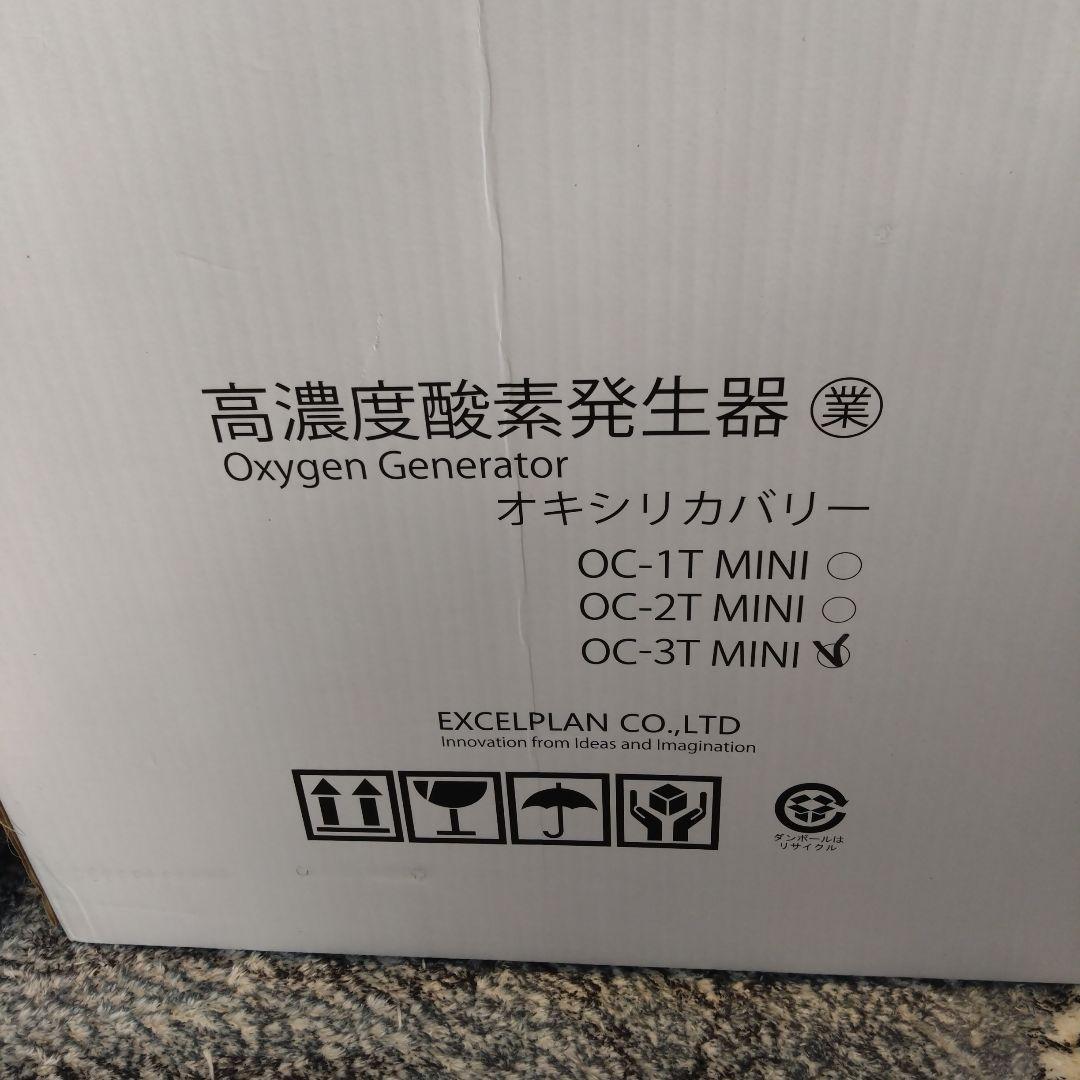 高濃度酸素発生器 ㊑業
Oxygen Generator
オキシリカバリー
OC-1T MINI
OC-2T MINI
OC-3T MINI
EXCELPLAN CO.,LTD
Innovation from Ideas and Imagination
ダンボールは
リサイクル